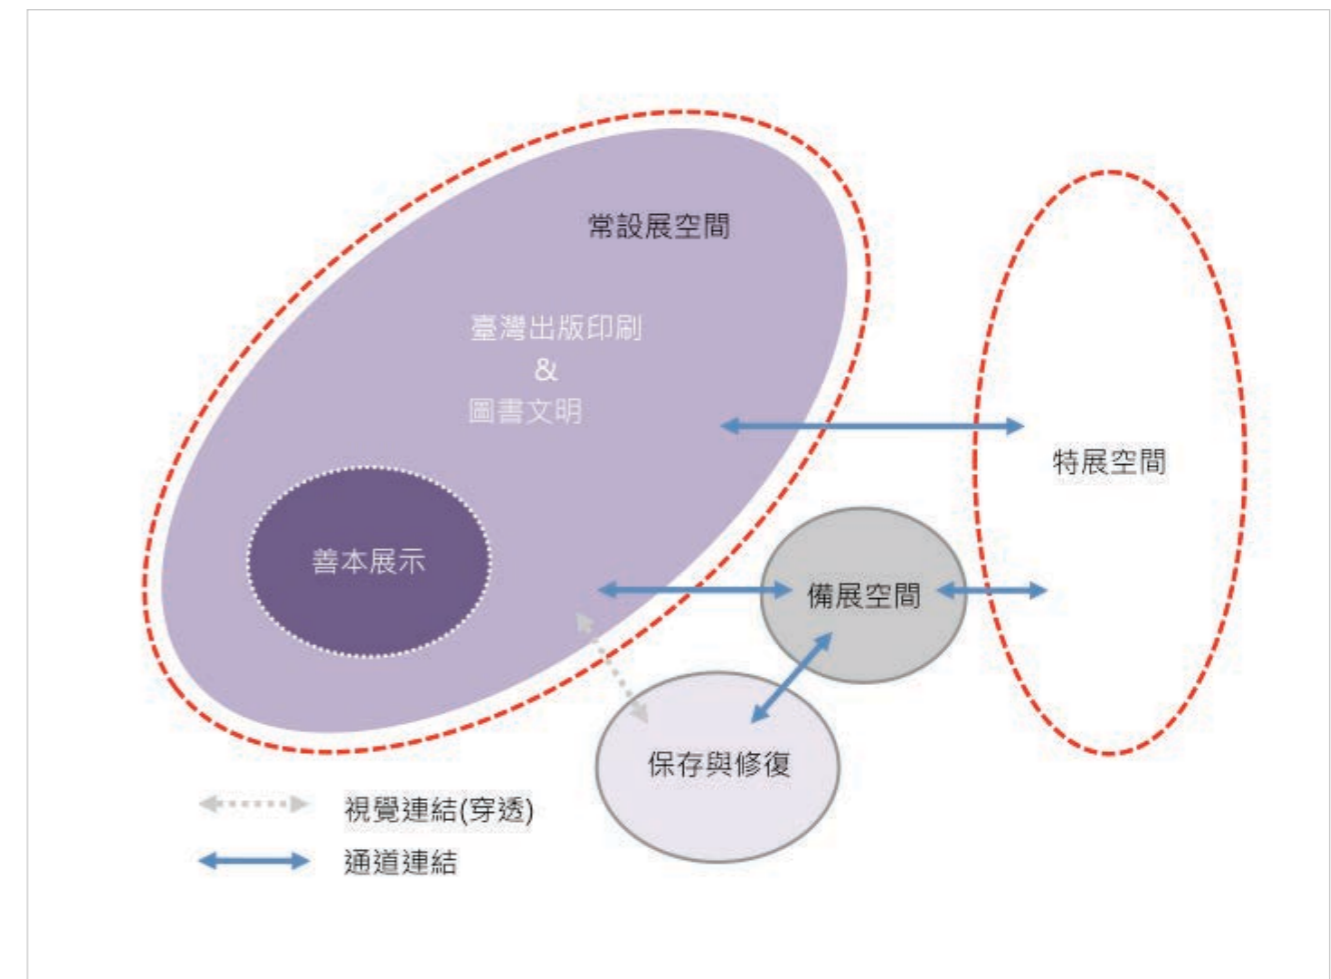 常設展空間
臺灣出版印刷
&
圖書文明
特展空間
善本展示
備展空間
保存與修復
視覺連結(穿透)
通道連結